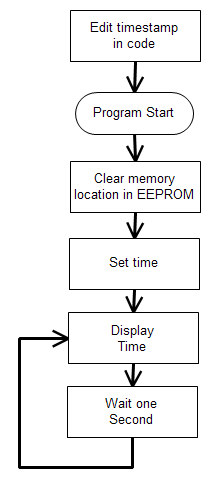 Edit timestamp
in code
Program Start
Clear memory
location in EEPROM
Set time
Display
Time
Wait one
Second